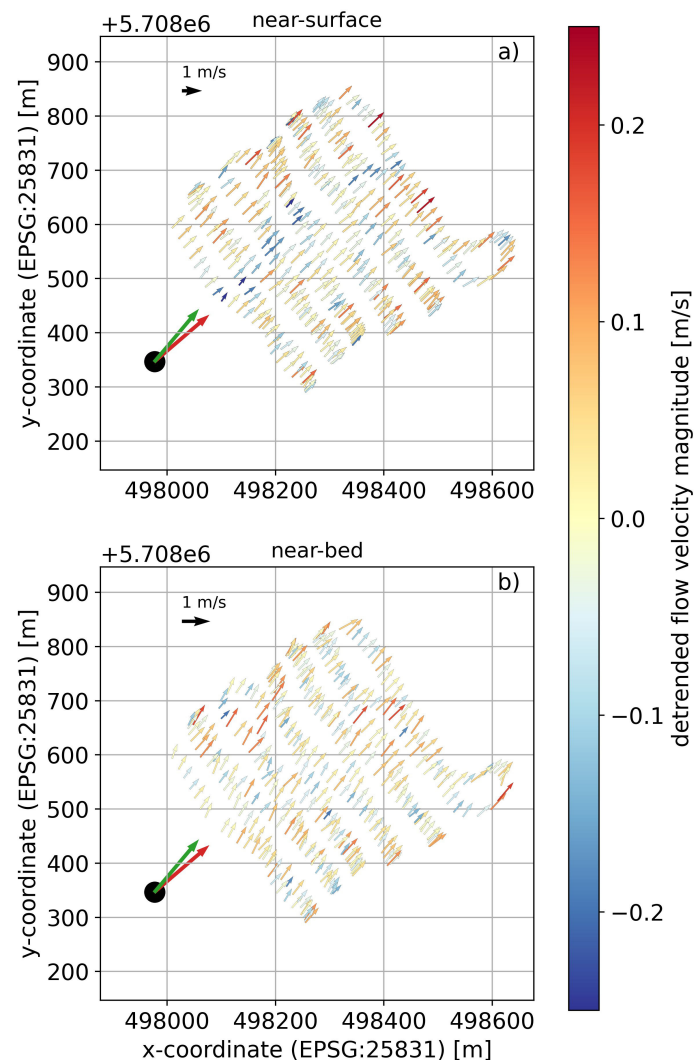 +5.708e6
near-surface
a)
1 m/s
900
800
700
600
500
400
300
200
y-coordinate (EPSG:25831) [m]
498000
498200
498400
498600
+5.708e6
near-bed
b)
1 m/s
900
800
700
600
500
400
300
200
y-coordinate (EPSG:25831) [m]
498000
498200
498400
498600
x-coordinate (EPSG:25831) [m]
0.2
0.1
0.0
−0.1
−0.2
detrended flow velocity magnitude [m/s]